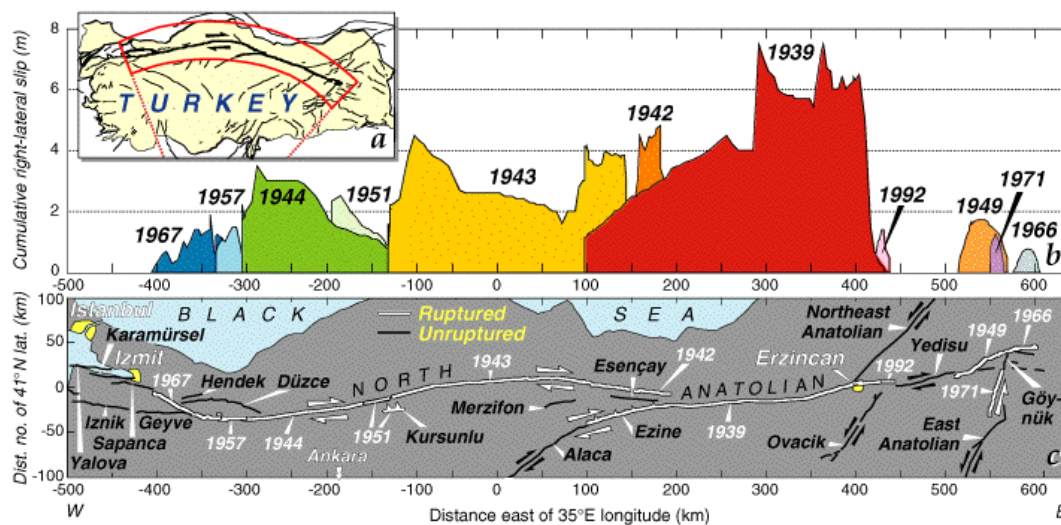 Cumulative right-lateral slip (m)
8
6
4
2
0
TURKEY
a
1939
1942
1943
1951
1944
1957
1967
1992
1949
1971
1966
b
-500 -400 -300 -200 -100 0 100 200 300 400 500 600
Dist. no. of 41°N lat. (km)
100
50
0
-50
-100
Istanbul
BLACK SEA
Ruptured
Unruptured
Karamürsel
Izmit
1967
Hendek
Düzce
NORTH ANATOLIAN
1943
Esençay
1942
Erzincan
Northeast
Anatolian
1992
Yedisu
1949
1966
Iznik
Geyve
Sapanca
Yalova
1957
1944
1951
Kursunlu
Ankara
Merzifon
Alaca
Ezine
1939
Ovacik
1971
East
Anatolian
Göy-
nük
c
-500 -400 -300 -200 -100 0 100 200 300 400 500 600
W
Distance east of 35°E longitude (km)